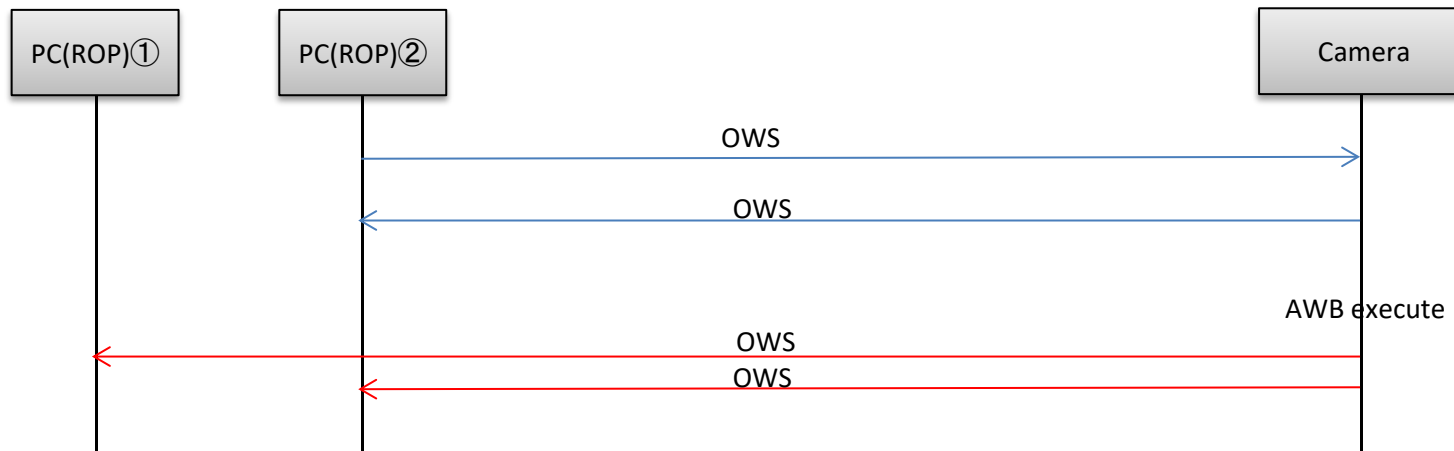 PC(ROP)①
PC(ROP)②
Camera
OWS
OWS
AWB execute
OWS
OWS